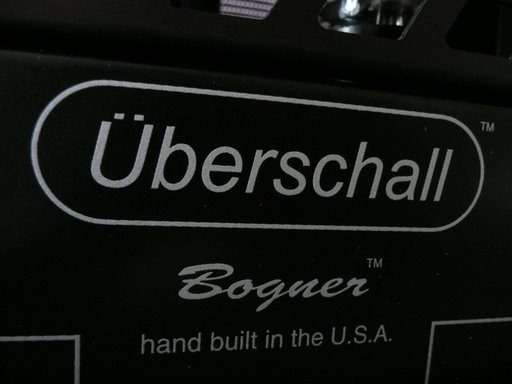 Überschall™
Bogner™
hand built in the U.S.A.